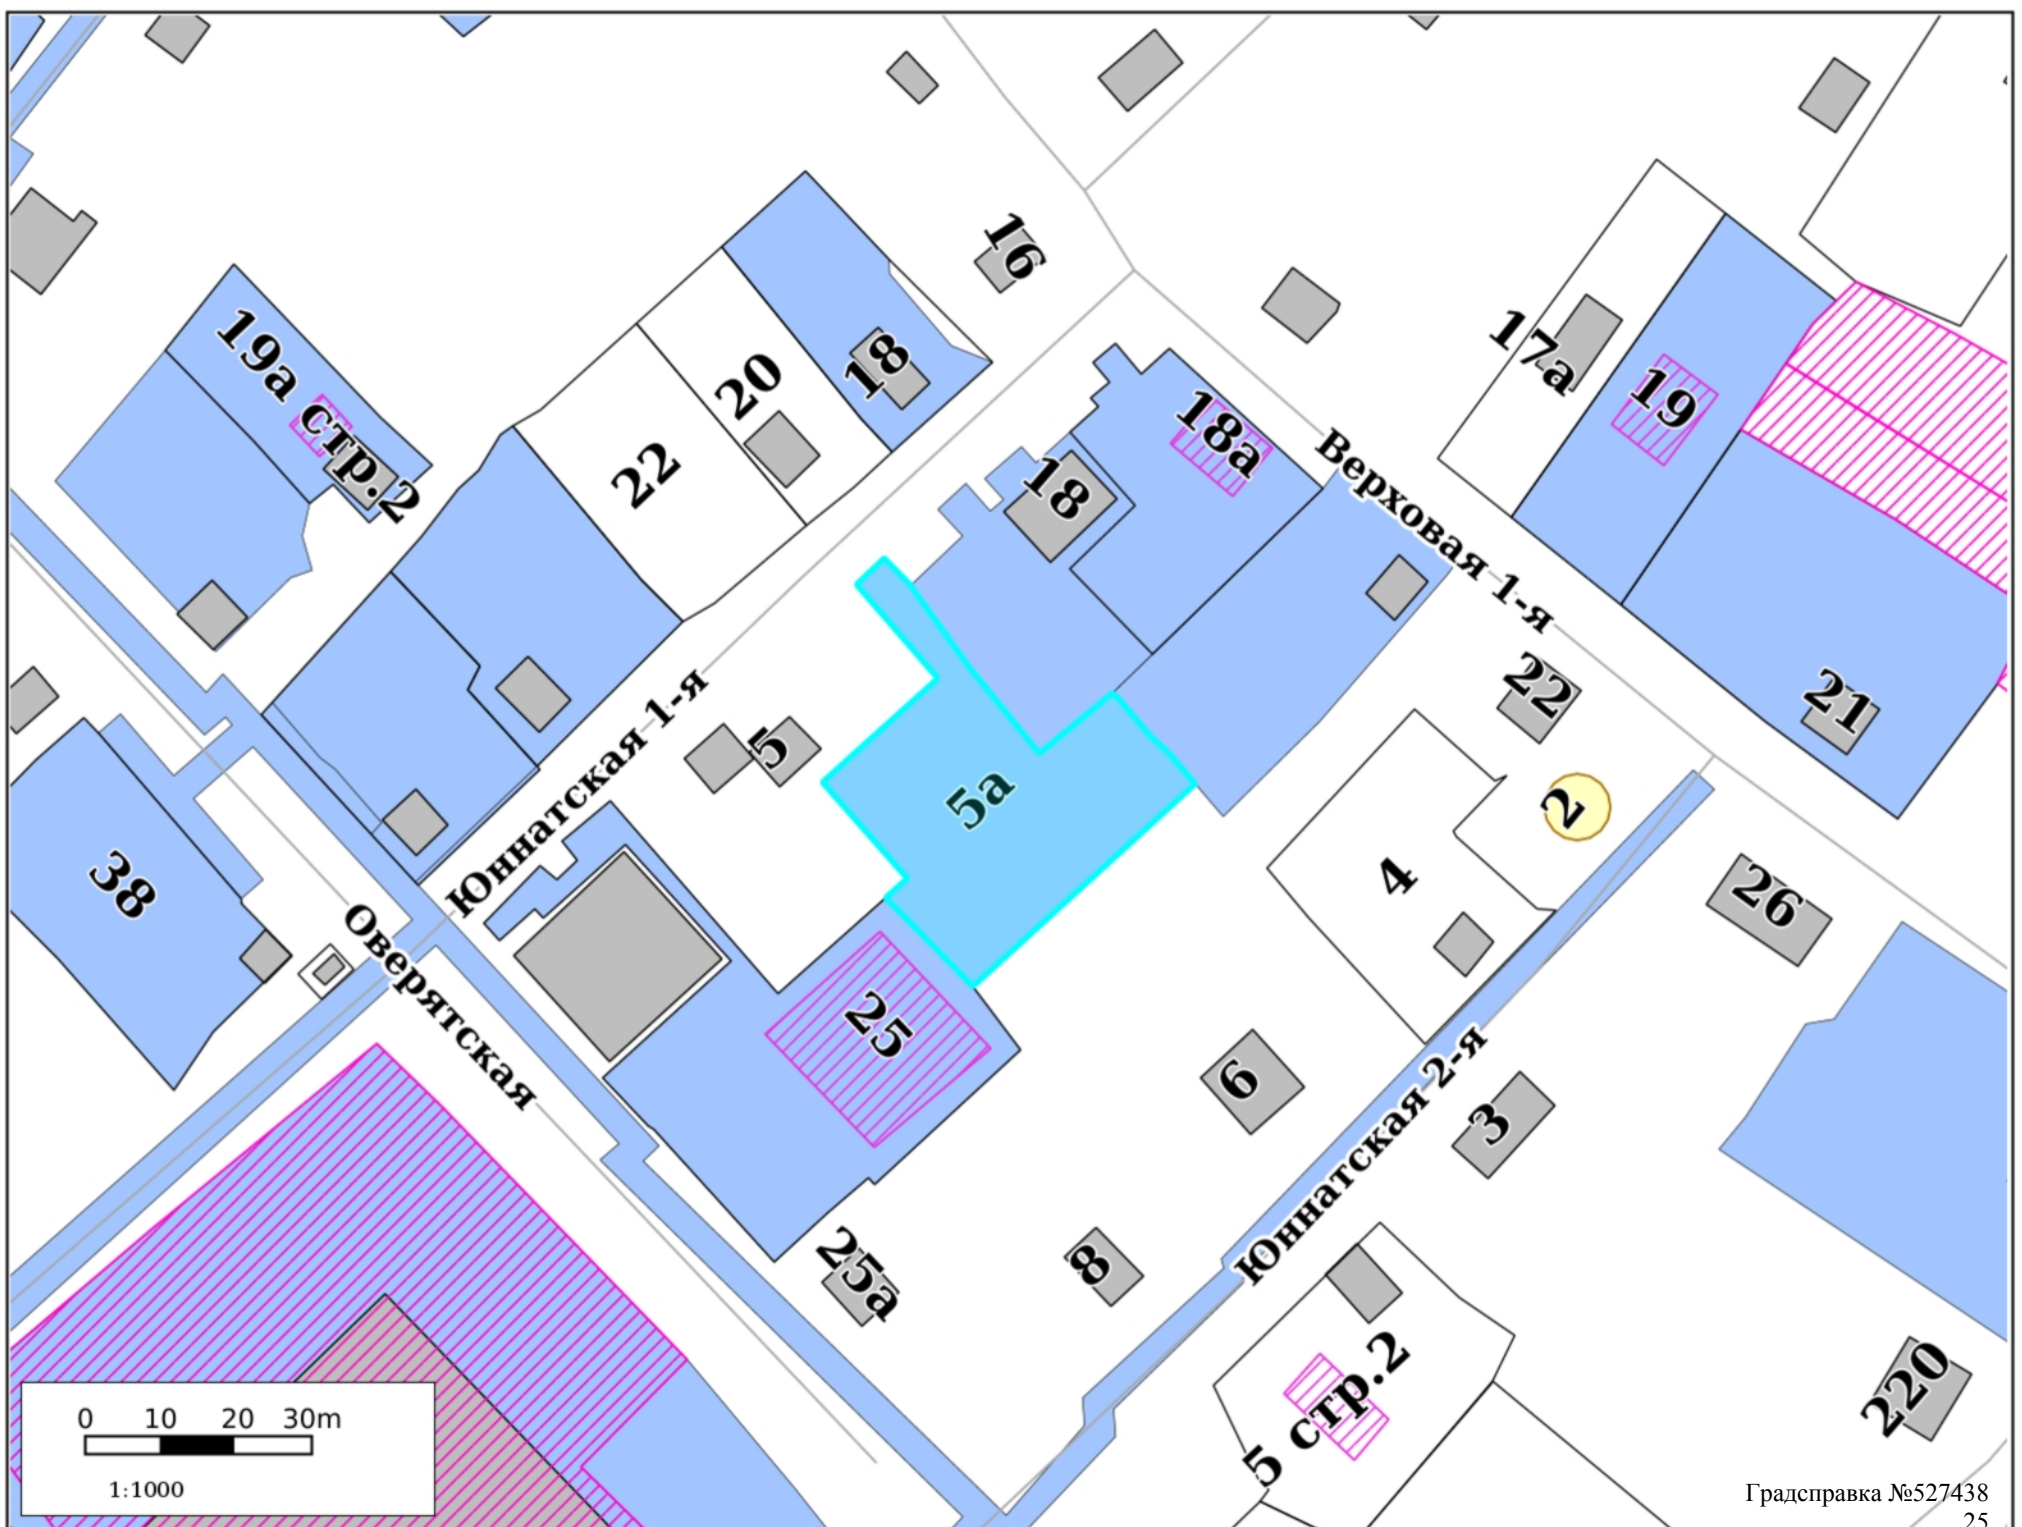 16
19а стр.2
18
20
22
18а
18
17а
19
Верховая 1-я
22
21
Юннатская 1-я
5
5а
2
4
38
26
Оверятская
25
6
3
Юннатская 2-я
25а
8
5 стр.2
220
0 10 20 30m
1:1000
Градсправка №527438
25